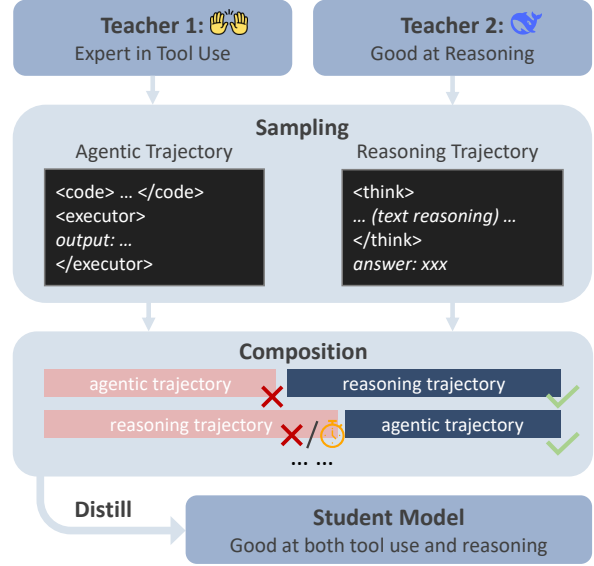 Teacher 1:
Expert in Tool Use
Teacher 2:
Good at Reasoning
Sampling
Agentic Trajectory
Reasoning Trajectory
<code> ... </code>
<executor>
output: ...
</executor>
<think>
... (text reasoning) ...
</think>
answer: xxx
Composition
agentic trajectory
reasoning trajectory
reasoning trajectory
/
agentic trajectory
... ...
Distill
Student Model
Good at both tool use and reasoning